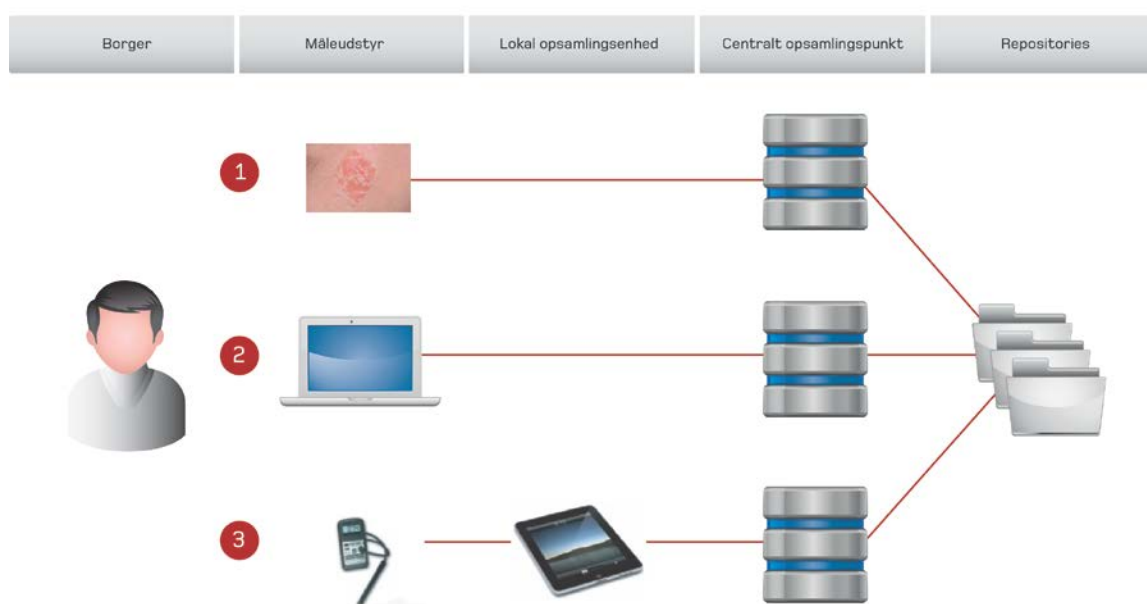 Borger
Måleudstyr
Lokal opsamlingsenhed
Centralt opsamlingspunkt
Repositories
1
2
3